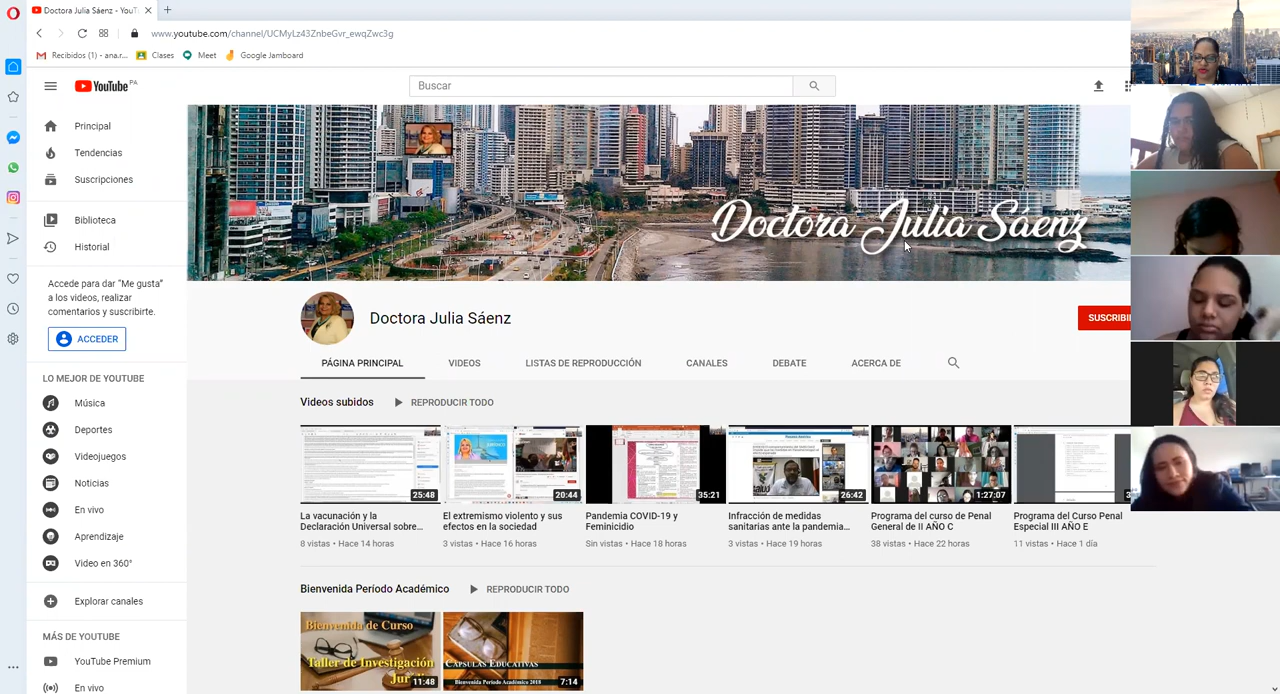 Doctora Julia Sáenz - YouT
www.youtube.com/channel/UCMyLz43ZnbeGvr_ewqZwc3g
Recibidos (1) - ana.r...
Clases
Meet
Google Jamboard
YouTube PA
Buscar
Principal
Tendencias
Suscripciones
Biblioteca
Historial
Accede para dar "Me gusta"
a los videos, realizar
comentarios y suscribirte.
ACCEDER
LO MEJOR DE YOUTUBE
Música
Deportes
Videojuegos
Noticias
En vivo
Aprendizaje
Video en 360°
Explorar canales
MÁS DE YOUTUBE
YouTube Premium
En vivo
Doctora Julia Sáenz
Doctora Julia Sáenz
SUSCRIBI
PÁGINA PRINCIPAL
VIDEOS
LISTAS DE REPRODUCCIÓN
CANALES
DEBATE
ACERCA DE
Videos subidos
REPRODUCIR TODO
25:48
20:44
35:21
26:42
1:27:07
3
La vacunación y la
Declaración Universal sobre...
8 vistas • Hace 14 horas
El extremismo violento y sus
efectos en la sociedad
3 vistas • Hace 16 horas
Pandemia COVID-19 y
Feminicidio
Sin vistas • Hace 18 horas
Infracción de medidas
sanitarias ante la pandemia...
3 vistas • Hace 19 horas
Programa del curso de Penal
General de II AÑO C
38 vistas • Hace 22 horas
Programa del Curso Penal
Especial III AÑO E
11 vistas • Hace 1 día
Bienvenida Período Académico
REPRODUCIR TODO
Bienvenida de Curso
Taller de Investigación
Jur
11:48
CÁPSULAS EDUCATIVAS
Bienvenida Período Académico 2018
7:14